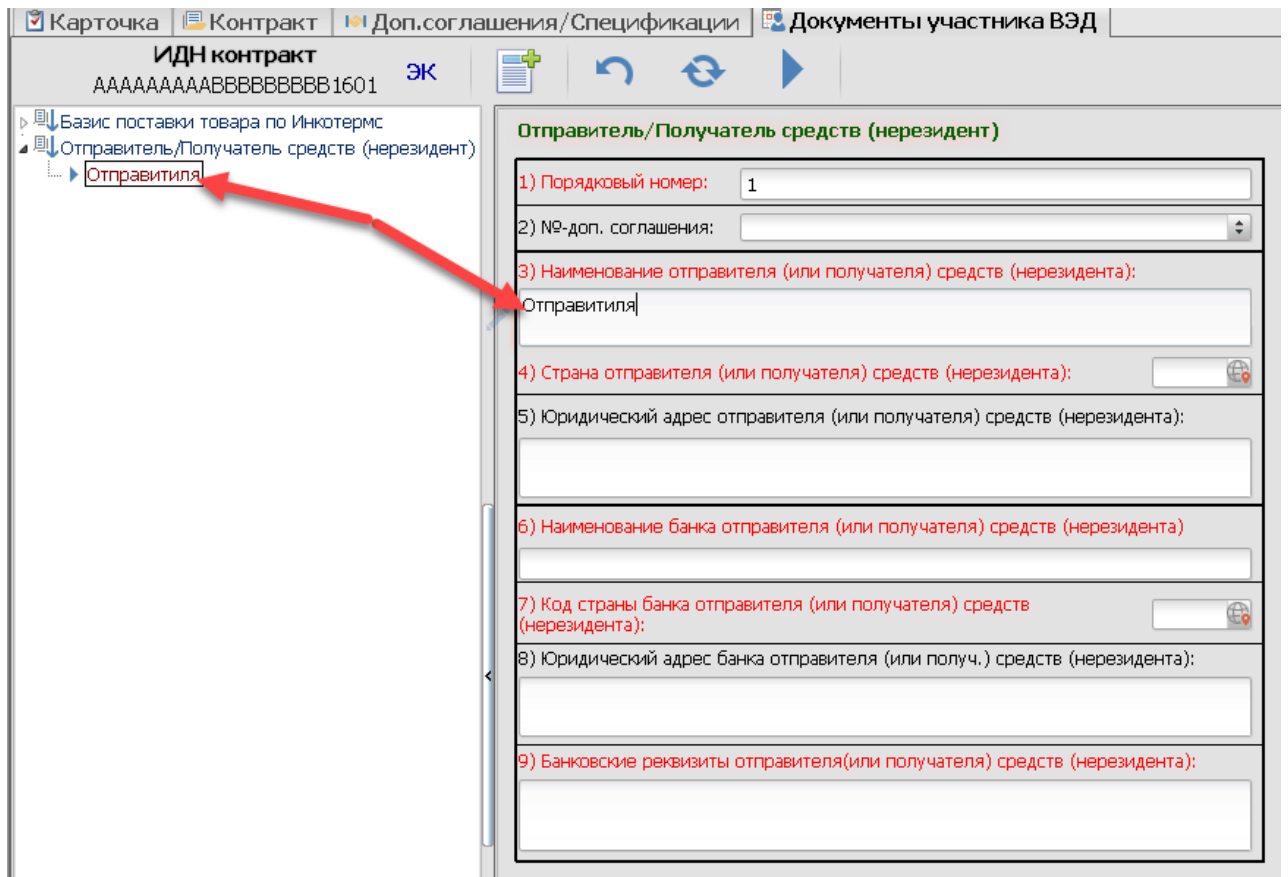 Карточка Контракт Доп.соглашения/Спецификации Документы участника ВЭД
ИДН контракт
AAAAAAAAABBBBBBBBB1601
ЭК
Базис поставки товара по Инкотермс
Отправитель/Получатель средств (нерезидент)
Отправитиля
Отправитель/Получатель средств (нерезидент)
1) Порядковый номер: 1
2) №-доп. соглашения:
3) Наименование отправителя (или получателя) средств (нерезидента):
Отправитиля
4) Страна отправителя (или получателя) средств (нерезидента):
5) Юридический адрес отправителя (или получателя) средств (нерезидента):
6) Наименование банка отправителя (или получателя) средств (нерезидента)
7) Код страны банка отправителя (или получателя) средств
(нерезидента):
8) Юридический адрес банка отправителя (или получ.) средств (нерезидента):
9) Банковские реквизиты отправителя(или получателя) средств (нерезидента):